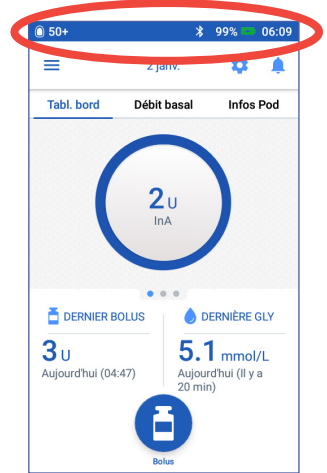 50+ 99% 06:09
2 janv.
Tabl. bord Débit basal Infos Pod
2 U
InA
DERNIER BOLUS DERNIÈRE GLY
3 U 5.1 mmol/L
Aujourd'hui (04:47) Aujourd'hui (Il y a
20 min)
Bolus